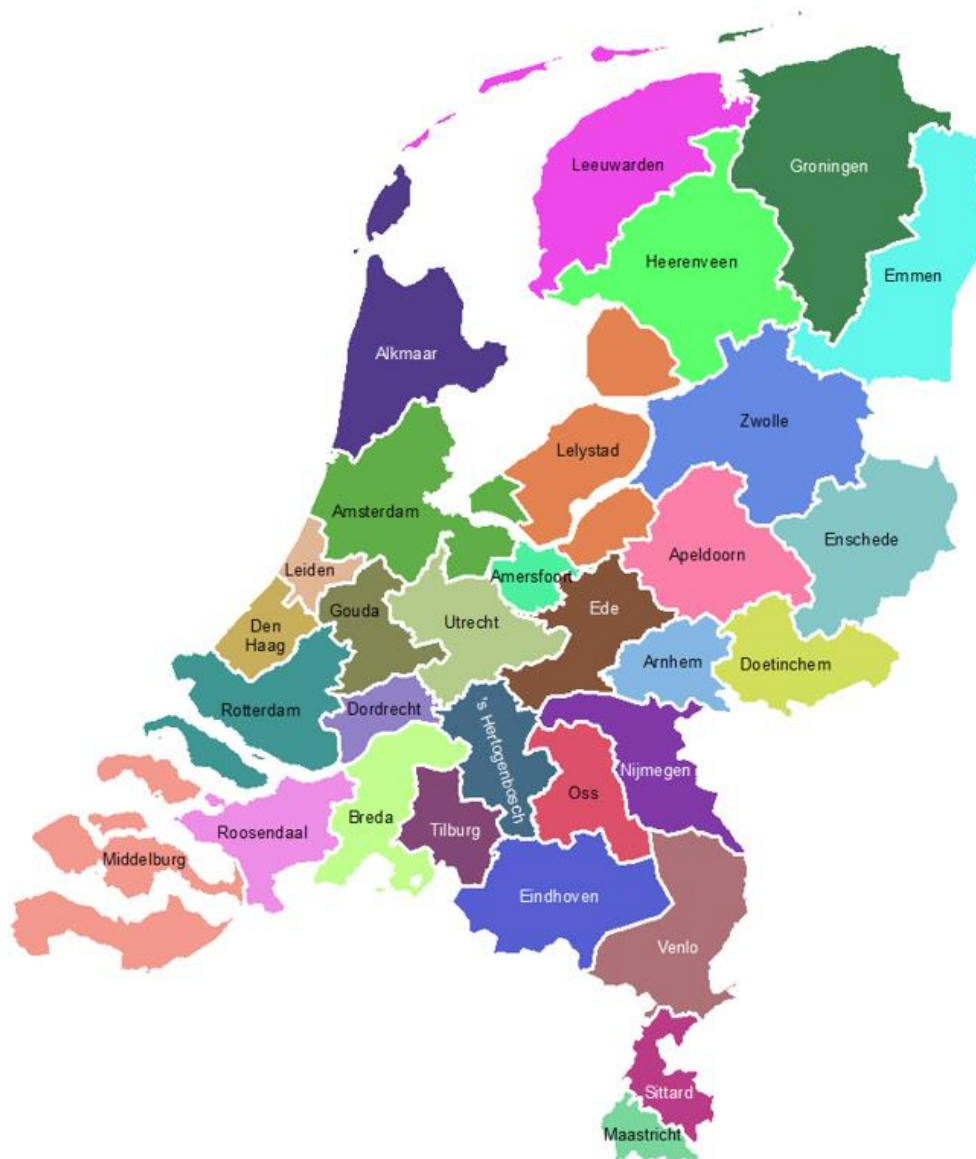 Leeuwarden
Groningen
Heerenveen
Emmen
Alkmaar
Zwolle
Lelystad
Amsterdam
Enschede
Apeldoorn
Leiden
Amersfoort
Gouda
Ede
Utrecht
Den
Haag
Arnhem
Doetinchem
Rotterdam
Dordrecht
's Hertogenbosch
Nijmegen
Oss
Breda
Roosendaal
Tilburg
Middelburg
Eindhoven
Venlo
Sittard
Maastricht